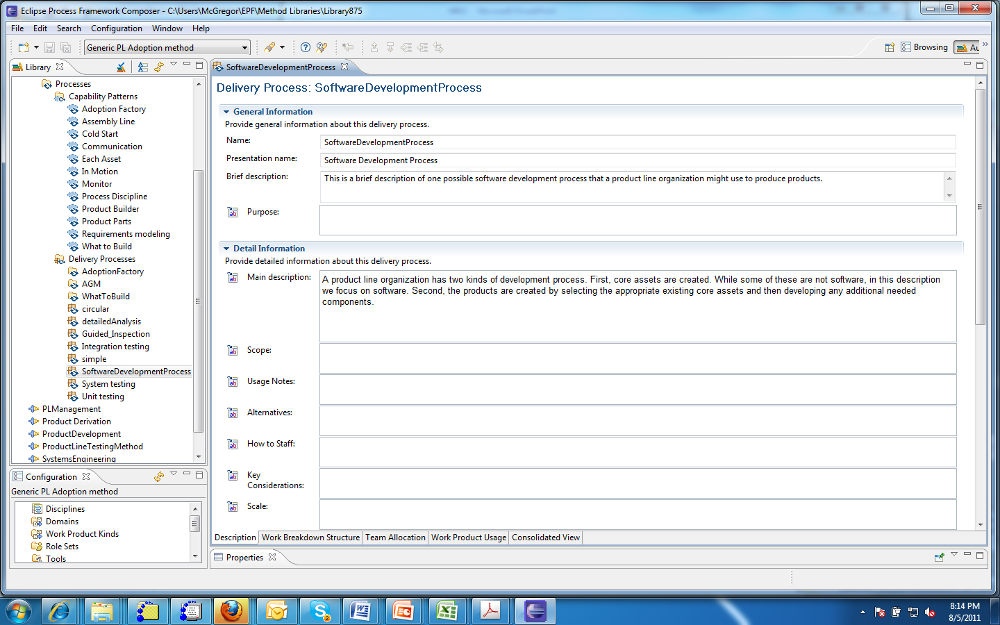 Eclipse Process Framework Composer - C:\Users\McGregor\EPF\Method Libraries\Library875
File Edit Search Configuration Window Help
Generic PL Adoption method
Browsing
Au
Library
Processes
Capability Patterns
Adoption Factory
Assembly Line
Cold Start
Communication
Each Asset
In Motion
Monitor
Process Discipline
Product Builder
Product Parts
Requirements modeling
What to Build
Delivery Processes
AdoptionFactory
AGM
WhatToBuild
circular
detailedAnalysis
Guided_Inspection
Integration testing
simple
SoftwareDevelopmentProcess
System testing
Unit testing
PLManagement
Product Derivation
ProductDevelopment
ProductLineTestingMethod
SystemsEngineering
Configuration
Generic PL Adoption method
Disciplines
Domains
Work Product Kinds
Role Sets
Tools
SoftwareDevelopmentProcess
Delivery Process: SoftwareDevelopmentProcess
General Information
Provide general information about this delivery process.
Name: SoftwareDevelopmentProcess
Presentation name: Software Development Process
Brief description: This is a brief description of one possible software development process that a product line organization might use to produce products.
Purpose:
Detail Information
Provide detailed information about this delivery process.
Main description: A product line organization has two kinds of development process. First, core assets are created. While some of these are not software, in this description
we focus on software. Second, the products are created by selecting the appropriate existing core assets and then developing any additional needed
components.
Scope:
Usage Notes:
Alternatives:
How to Staff:
Key
Considerations:
Scale:
Description Work Breakdown Structure Team Allocation Work Product Usage Consolidated View
Properties
8:14 PM
8/5/2011